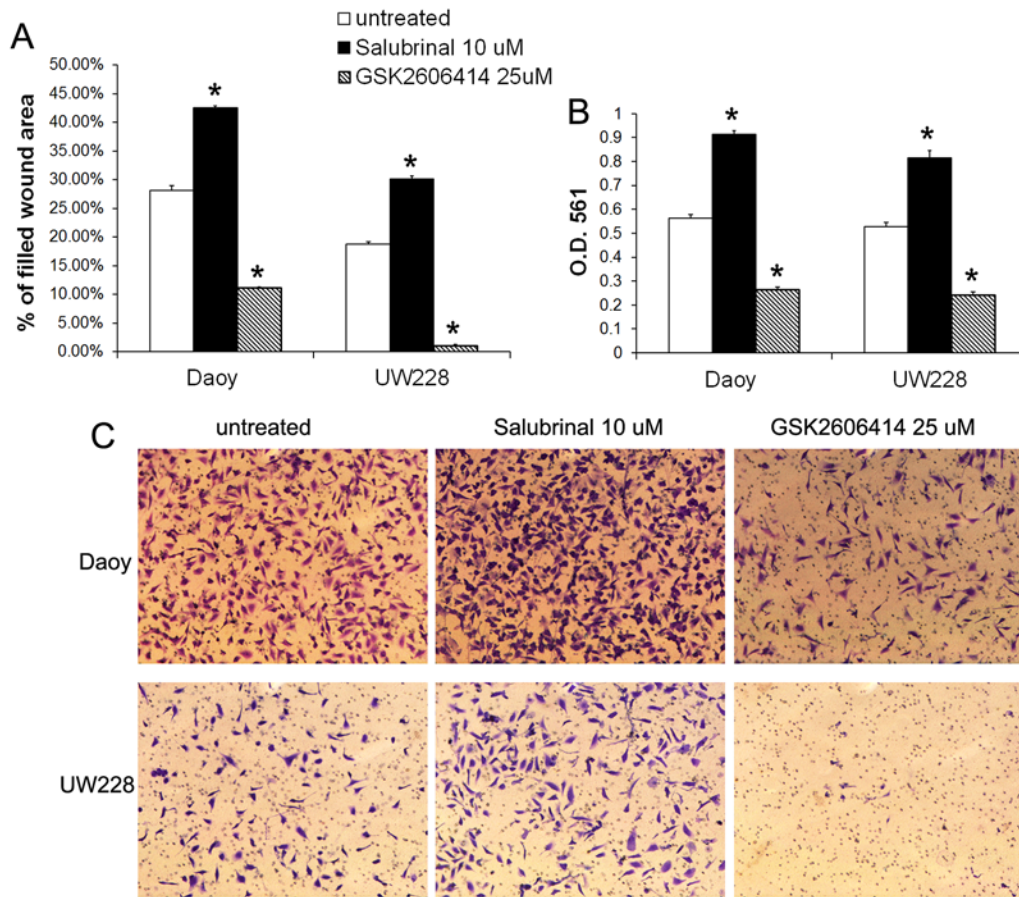 A
untreated
Salubrinal 10 uM
GSK2606414 25uM
% of filled wound area
50.00%
45.00%
40.00%
35.00%
30.00%
25.00%
20.00%
15.00%
10.00%
5.00%
0.00%
*
*
*
*
Daoy
UW228
B
O.D. 561
1
0.9
0.8
0.7
0.6
0.5
0.4
0.3
0.2
0.1
0
*
*
*
*
Daoy
UW228
C
untreated
Salubrinal 10 uM
GSK2606414 25 uM
Daoy
UW228